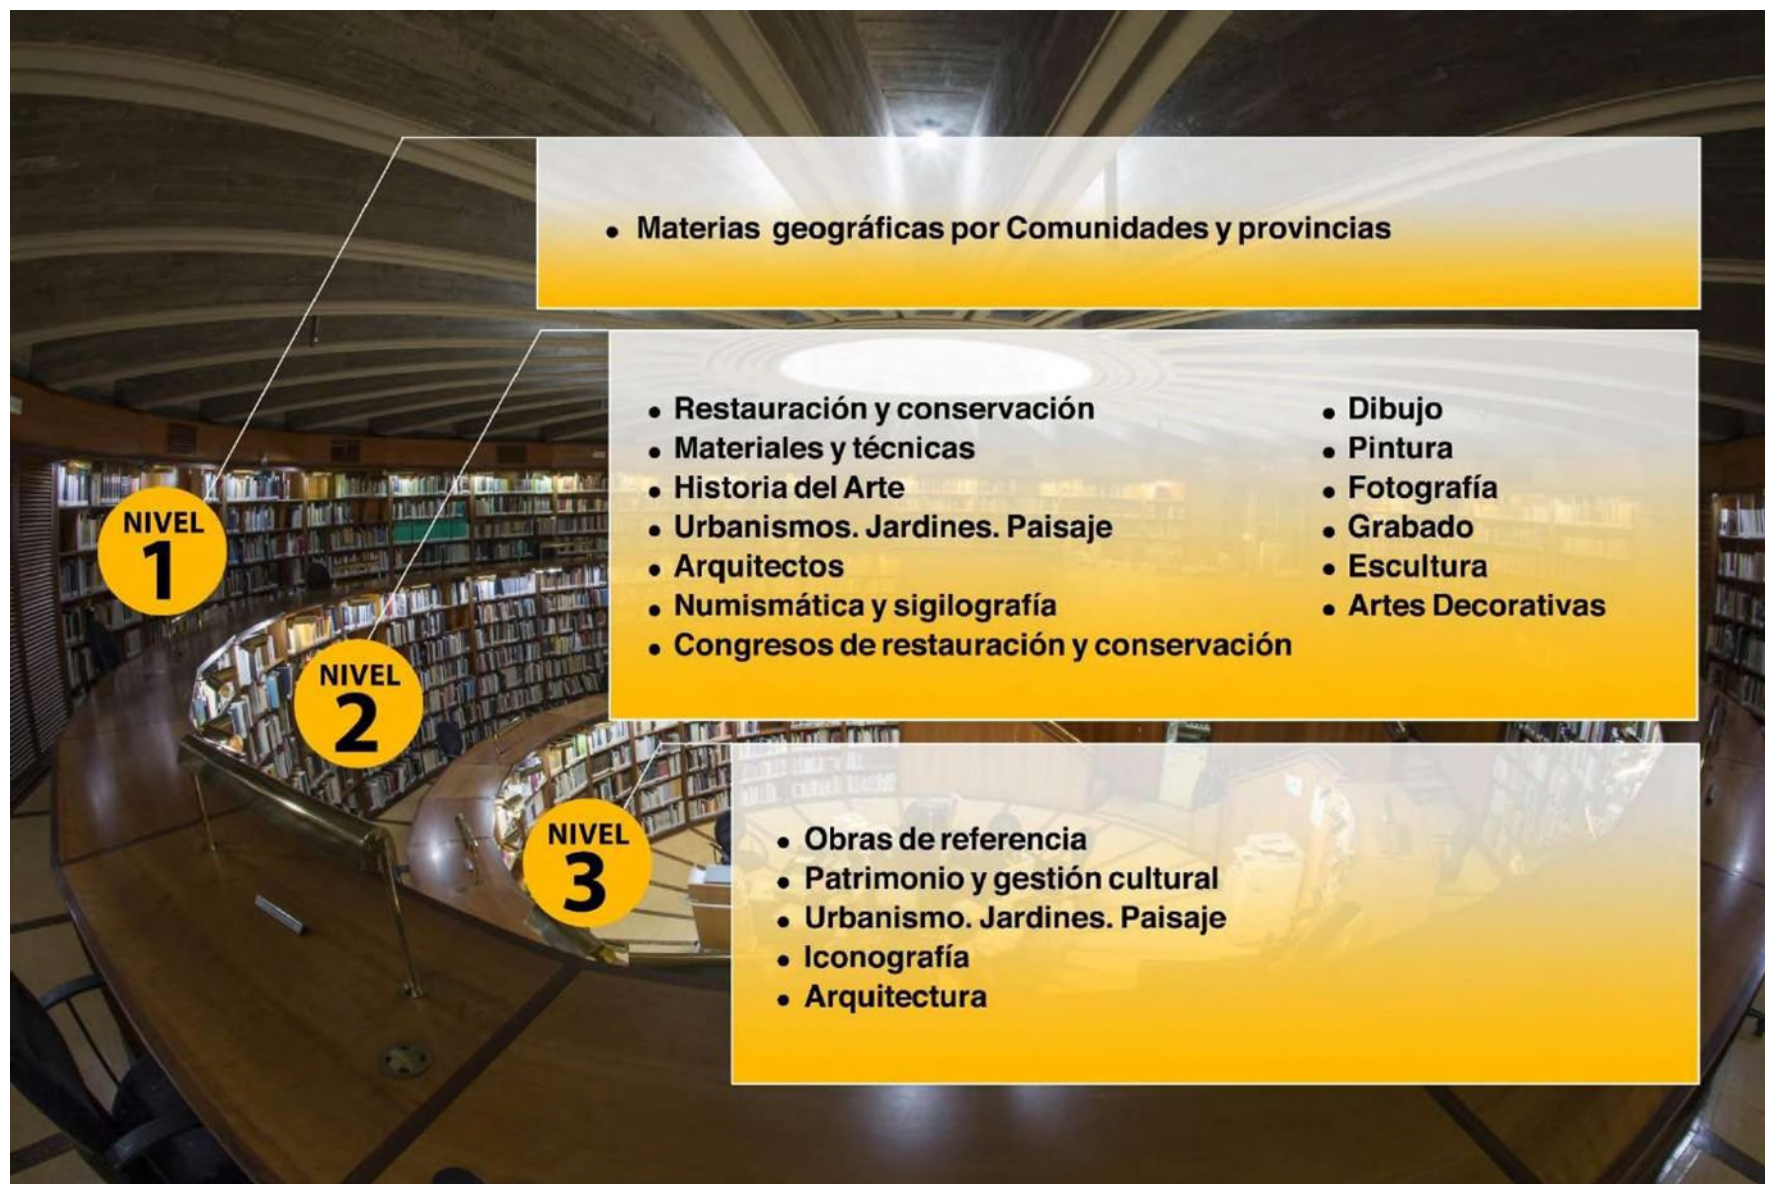 • Materias geográficas por Comunidades y provincias
NIVEL
1
• Restauración y conservación
• Materiales y técnicas
• Historia del Arte
• Urbanismos. Jardines. Paisaje
• Arquitectos
• Numismática y sigilografía
• Congresos de restauración y conservación
• Dibujo
• Pintura
• Fotografía
• Grabado
• Escultura
• Artes Decorativas
NIVEL
2
• Obras de referencia
• Patrimonio y gestión cultural
• Urbanismo. Jardines. Paisaje
• Iconografía
• Arquitectura
NIVEL
3